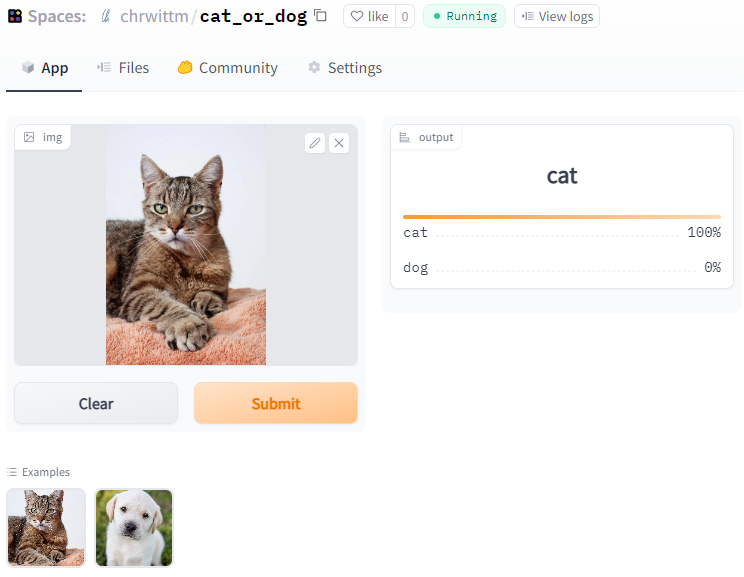 Spaces: chrwittm/cat_or_dog like 0 Running View logs
App Files Community Settings
img
output
cat
cat 100%
dog 0%
Clear Submit
Examples